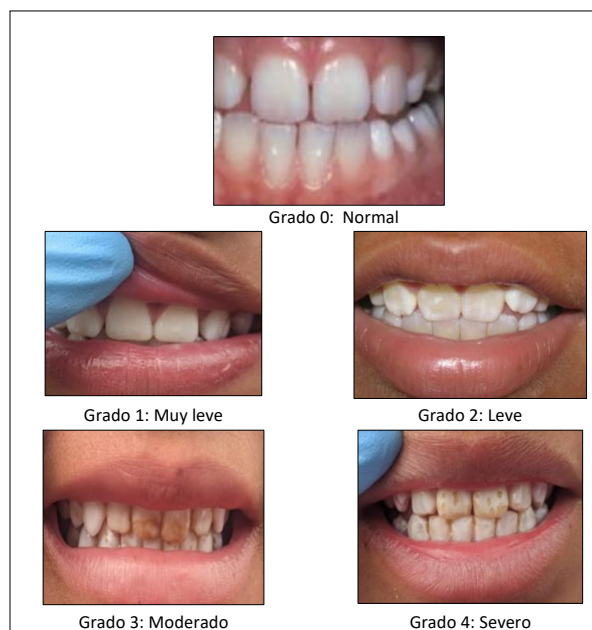 Grado 0: Normal
Grado 1: Muy leve
Grado 2: Leve
Grado 3: Moderado
Grado 4: Severo